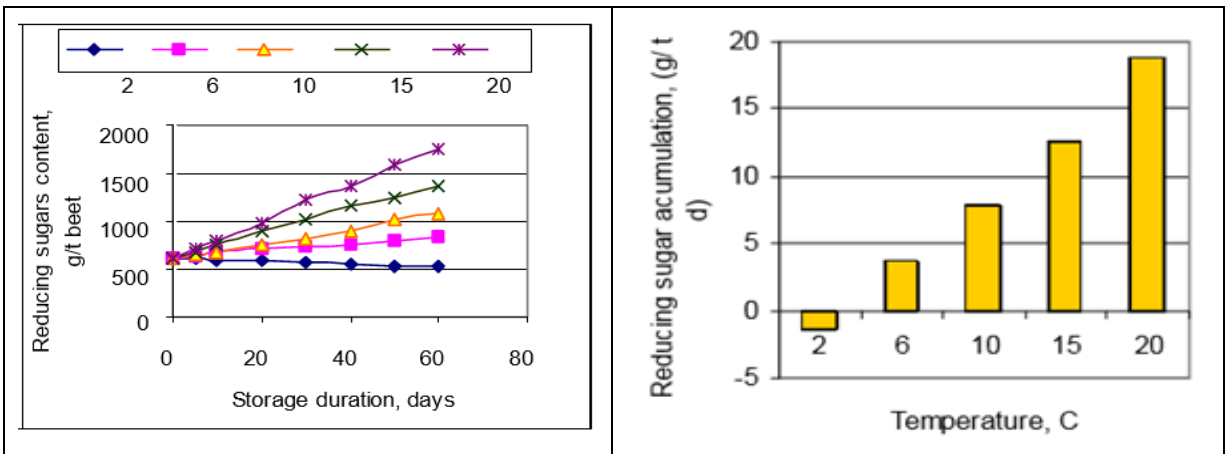 2 6 10 15 20
Reducing sugars content,
g/t beet
2000
1500
1000
500
0
0 20 40 60 80
Storage duration, days
Reducing sugar acumulation, (g/ t
d)
20
15
10
5
0
-5
2 6 10 15 20
Temperature, C